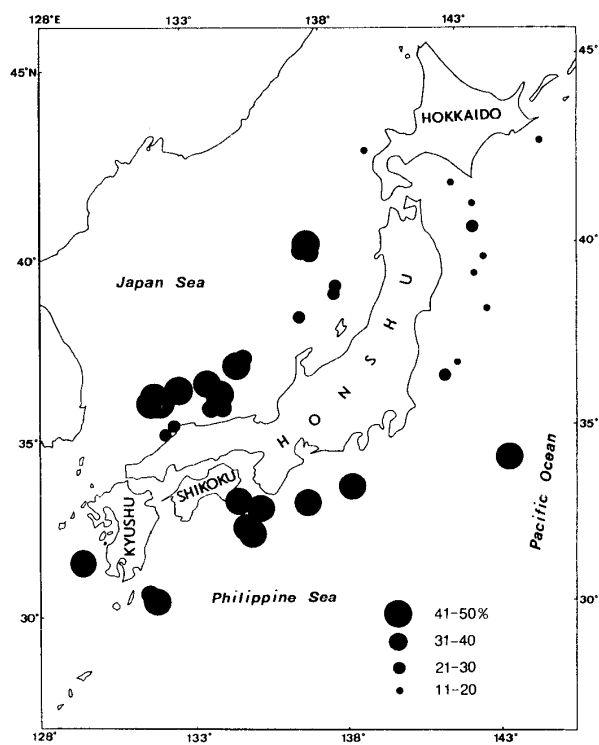 128°E 133° 138° 143°
45°N
45°
HOKKAIDO
40°
40°
Japan Sea
HONSHU
35°
35°
SHIKOKU
KYUSHU
Pacific Ocean
Philippine Sea
30°
30°
41-50%
31-40
21-30
11-20
128° 133° 138° 143°